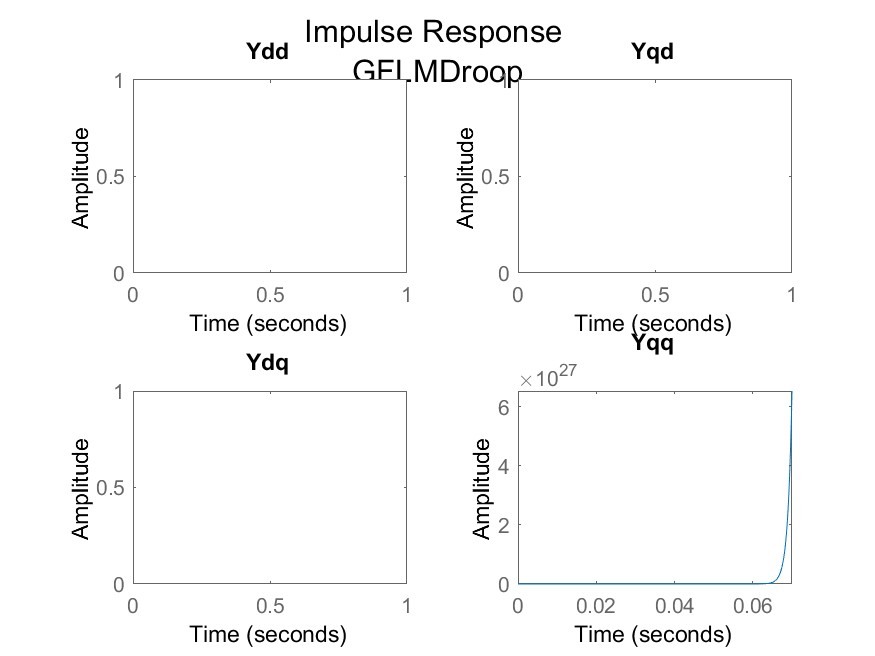 Impulse Response
GFLMDroop
Ydd
Yqd
1
0.5
0
Amplitude
0 0.5 1
Time (seconds)
1
0.5
0
Amplitude
0 0.5 1
Time (seconds)
Ydq
Yqq
1
0.5
0
Amplitude
0 0.5 1
Time (seconds)
×10^27
6
4
2
0
Amplitude
0 0.02 0.04 0.06
Time (seconds)